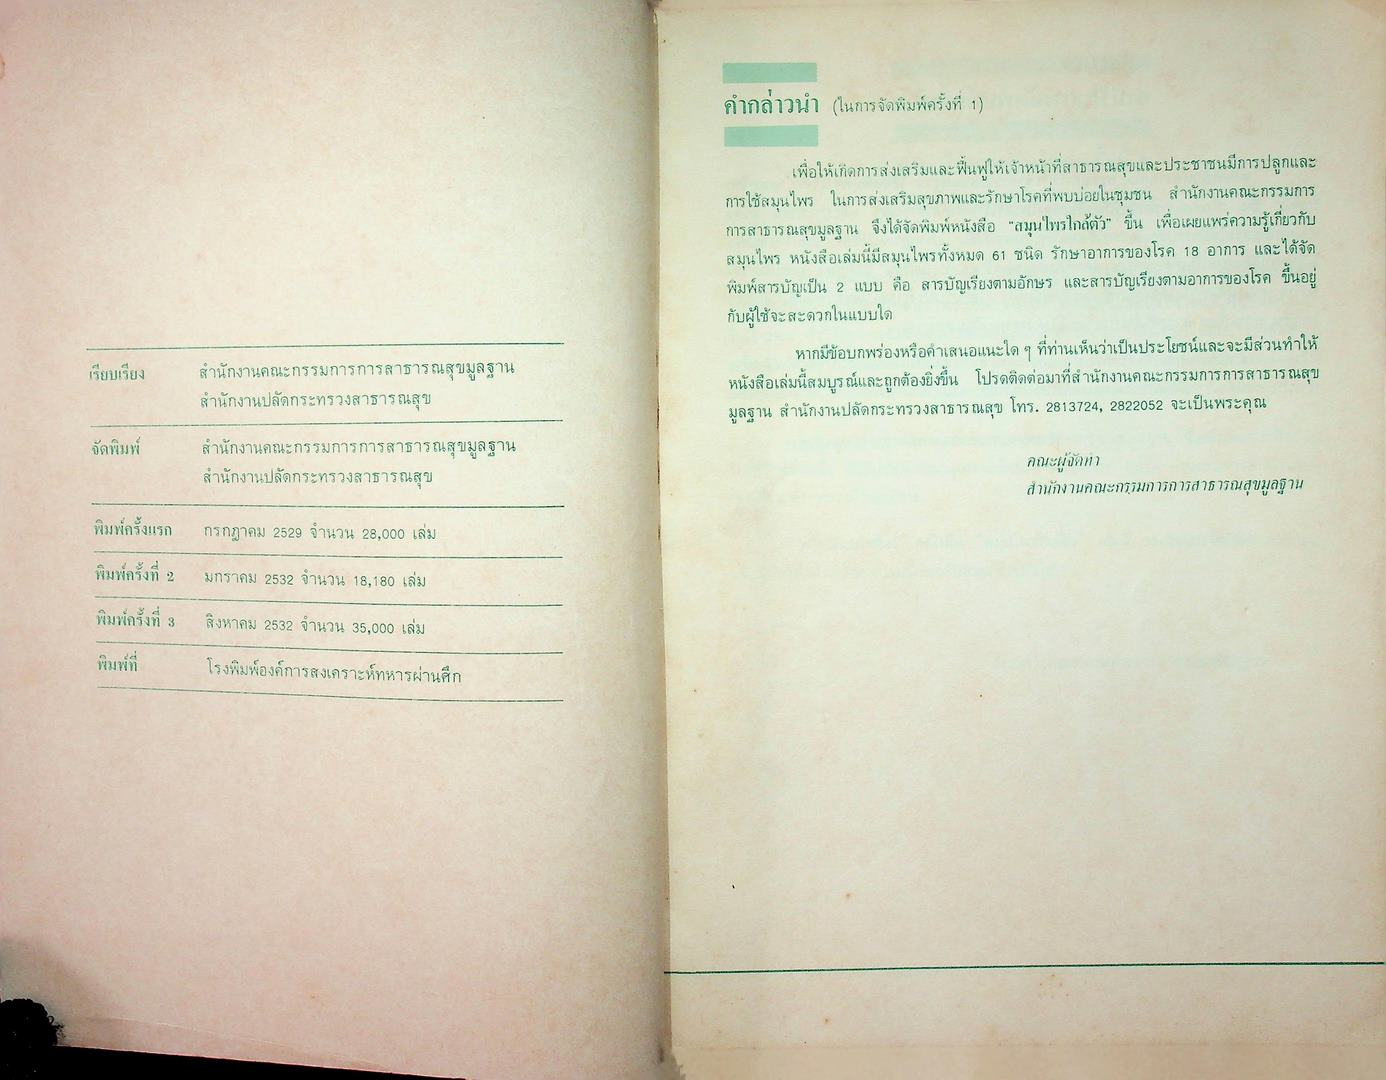 เรียบเรียง สำนักงานคณะกรรมการการสาธารณสุขมูลฐาน
สำนักงานปลัดกระทรวงสาธารณสุข
จัดพิมพ์ สำนักงานคณะกรรมการการสาธารณสุขมูลฐาน
สำนักงานปลัดกระทรวงสาธารณสุข
พิมพ์ครั้งแรก กรกฎาคม 2529 จำนวน 28,000 เล่ม
พิมพ์ครั้งที่ 2 มกราคม 2532 จำนวน 18,180 เล่ม
พิมพ์ครั้งที่ 3 สิงหาคม 2532 จำนวน 35,000 เล่ม
พิมพ์ที่ โรงพิมพ์องค์การสงเคราะห์ทหารผ่านศึก
คำกล่าวนำ (ในการจัดพิมพ์ครั้งที่ 1)
เพื่อให้เกิดการส่งเสริมและฟื้นฟูให้เจ้าหน้าที่สาธารณสุขและประชาชนมีการปลูกและ
การใช้สมุนไพร ในการส่งเสริมสุขภาพและรักษาโรคที่พบบ่อยในชุมชน สำนักงานคณะกรรมการ
การสาธารณสุขมูลฐาน จึงได้จัดพิมพ์หนังสือ "สมุนไพรใกล้ตัว" ขึ้น เพื่อเผยแพร่ความรู้เกี่ยวกับ
สมุนไพร หนังสือเล่มนี้มีสมุนไพรทั้งหมด 61 ชนิด รักษาอาการของโรค 18 อาการ และได้จัด
พิมพ์สารบัญเป็น 2 แบบ คือ สารบัญเรียงตามอักษร และสารบัญเรียงตามอาการของโรค ขึ้นอยู่
กับผู้ใช้จะสะดวกในแบบใด
หากมีข้อบกพร่องหรือคำเสนอแนะใด ๆ ที่ท่านเห็นว่าเป็นประโยชน์และจะมีส่วนทำให้
หนังสือเล่มนี้สมบูรณ์และถูกต้องยิ่งขึ้น โปรดติดต่อมาที่สำนักงานคณะกรรมการการสาธารณสุข
มูลฐาน สำนักงานปลัดกระทรวงสาธารณสุข โทร. 2813724, 2822052 จะเป็นพระคุณ
คณะผู้จัดทำ
สำนักงานคณะกรรมการการสาธารณสุขมูลฐาน